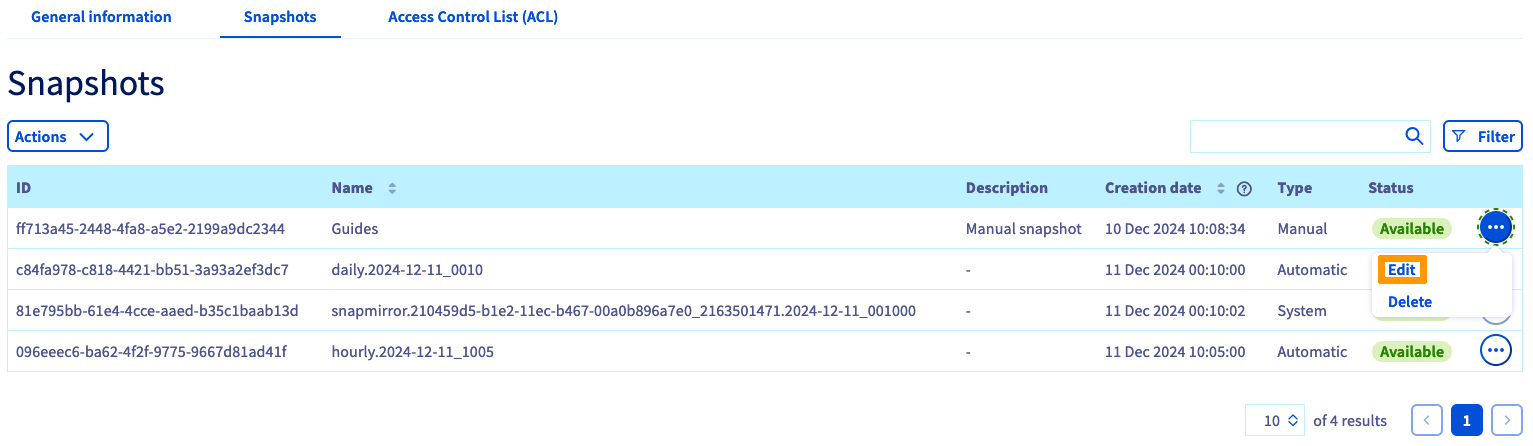 General information Snapshots Access Control List (ACL)
Snapshots
Actions Filter
ID Name Description Creation date Type Status
ff713a45-2448-4fa8-a5e2-2199a9dc2344 Guides Manual snapshot 10 Dec 2024 10:08:34 Manual Available
c84fa978-c818-4421-bb51-3a93a2ef3dc7 daily.2024-12-11_0010 - 11 Dec 2024 00:10:00 Automatic Edit
81e795bb-61e4-4cce-aaed-b35c1baab13d snapmirror.210459d5-b1e2-11ec-b467-00a0b896a7e0_2163501471.2024-12-11_001000 - 11 Dec 2024 00:10:02 System Delete
096eeec6-ba62-4f2f-9775-9667d81ad41f hourly.2024-12-11_1005 - 11 Dec 2024 10:05:00 Automatic Available
10 of 4 results 1